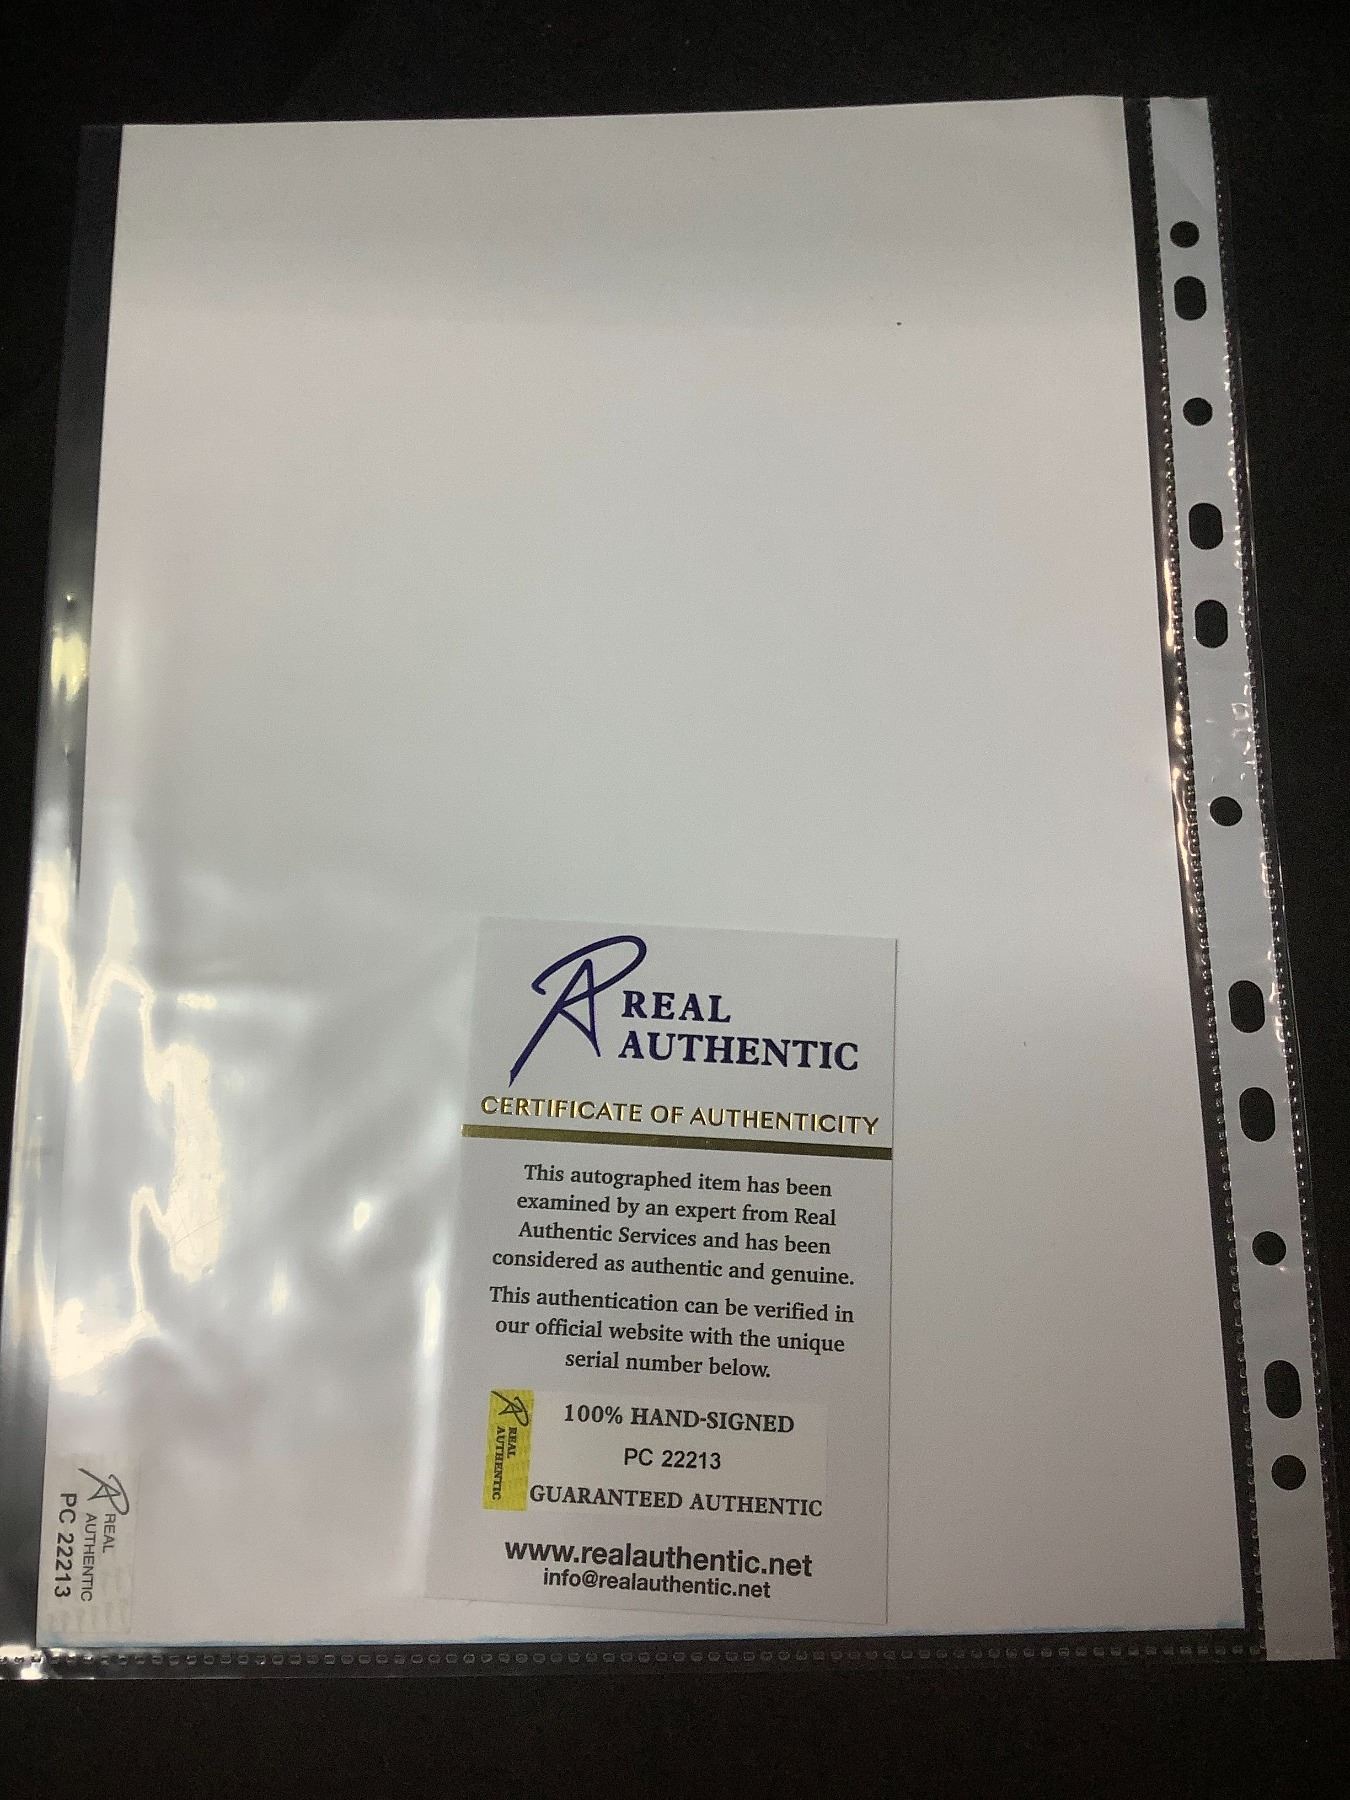 REAL
AUTHENTIC
CERTIFICATE OF AUTHENTICITY
This autographed item has been
examined by an expert from Real
Authentic Services and has been
considered as authentic and genuine.
This authentication can be verified in
our official website with the unique
serial number below.
REAL
AUTHENTIC
100% HAND-SIGNED
PC 22213
GUARANTEED AUTHENTIC
www.realauthentic.net
info@realauthentic.net
REAL
AUTHENTIC
PC 22213